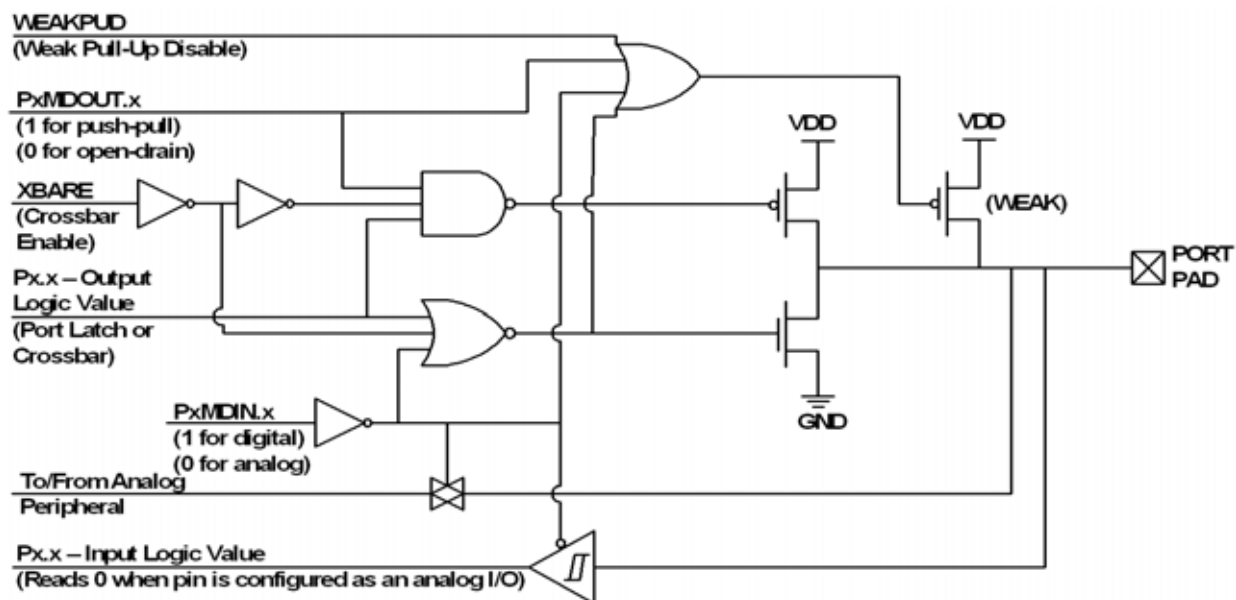 WEAKPUD
(Weak Pull-Up Disable)
PxMDOUT.x
(1 for push-pull)
(0 for open-drain)
XBARE
(Crossbar
Enable)
Px.x – Output
Logic Value
(Port Latch or
Crossbar)
PxMDIN.x
(1 for digital)
(0 for analog)
To/From Analog
Peripheral
Px.x – Input Logic Value
(Reads 0 when pin is configured as an analog I/O)
VDD
VDD
(WEAK)
GND
PORT
PAD